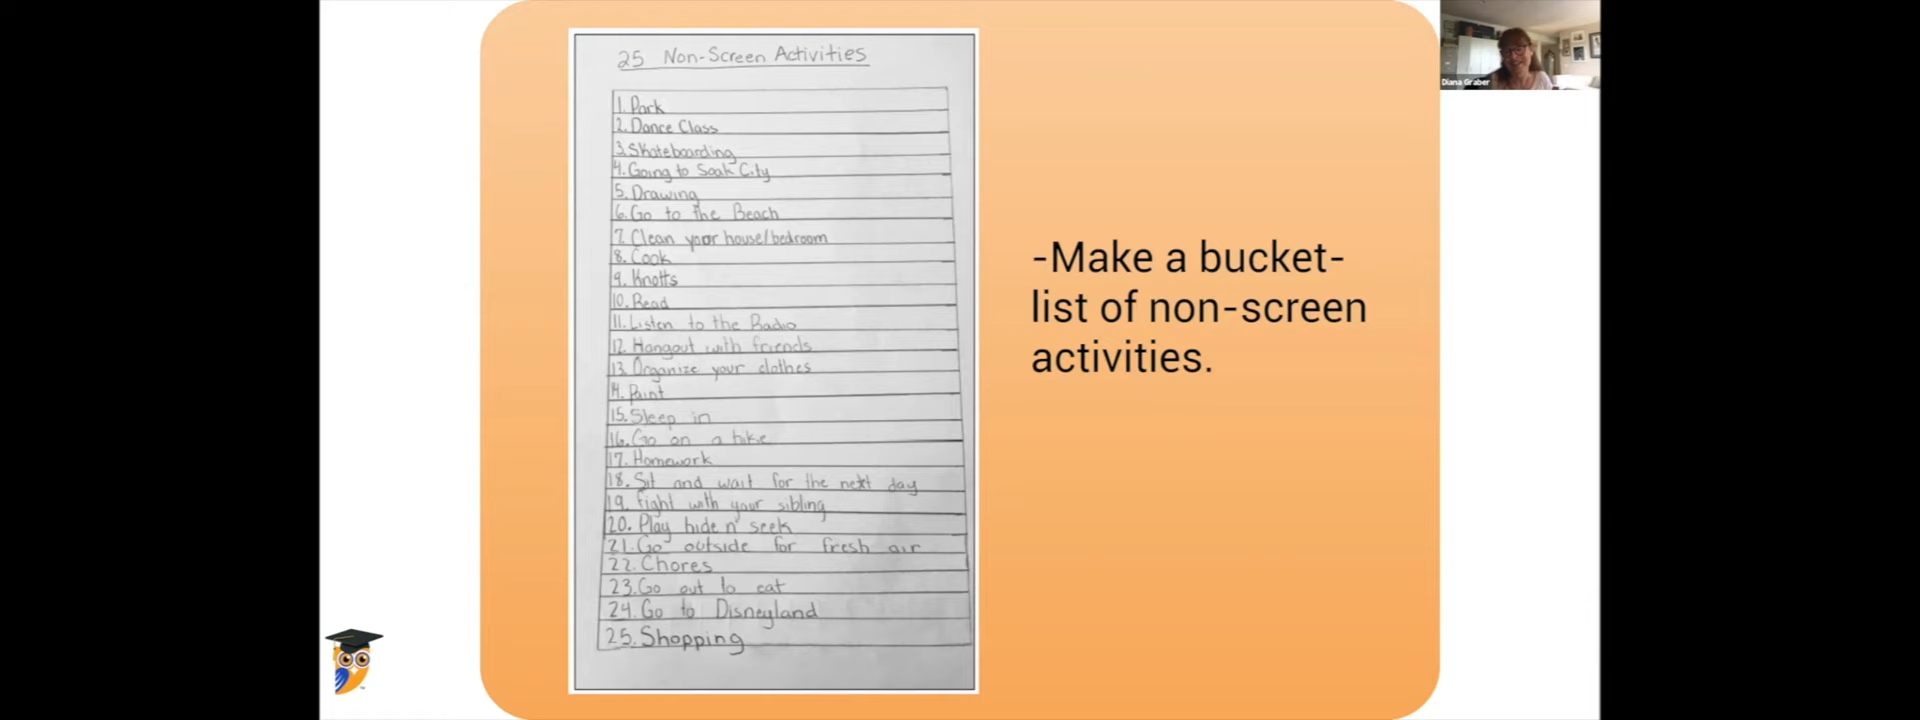 25 Non-Screen Activities
1. Park
2. Dance Class
3. Skateboarding
4. Going to Soak City
5. Drawing
6. Go to the Beach
7. Clean your house/bedroom
8. Cook
9. Knotts
10. Read
11. Listen to the Radio
12. Hangout with friends
13. Organize your clothes
14. Paint
15. Sleep in
16. Go on a hike
17. Homework
18. Sit and wait for the next day
19. Fight with your sibling
20. Play hide n' seek
21. Go outside for fresh air
22. Chores
23. Go out to eat
24. Go to Disneyland
25. Shopping
-Make a bucket-
list of non-screen
activities.
Diana Graber